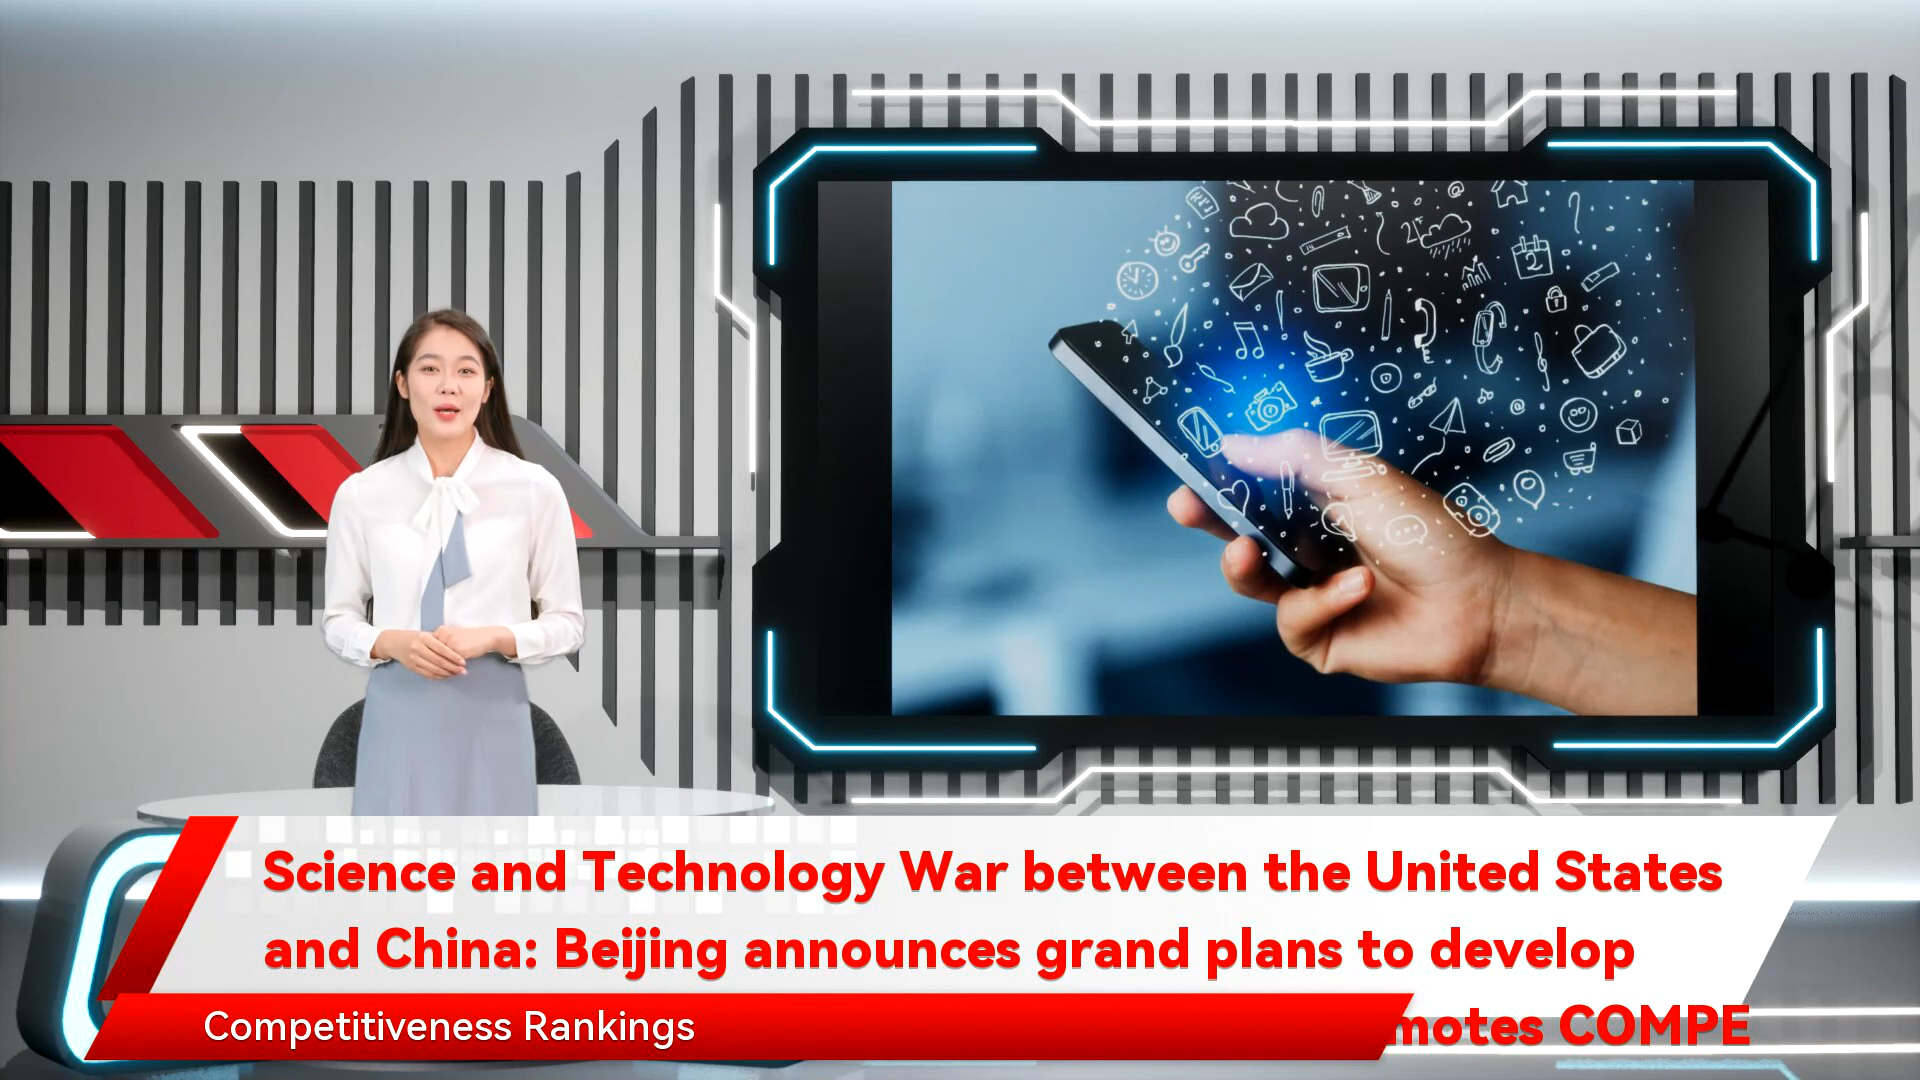 Science and Technology War between the United States
and China: Beijing announces grand plans to develop
motes COMPE
Competitiveness Rankings